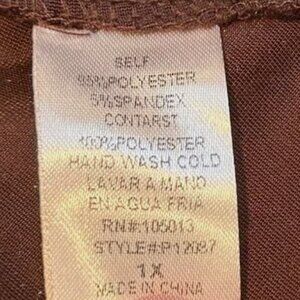 SELF
95%POLYESTER
5%SPANDEX
CONTARST
100%POLYESTER
HAND WASH COLD
LAVAR A MANO
EN AGUA FRIA
RN#:105013
STYLE#:P12087
1X
MADE IN CHINA